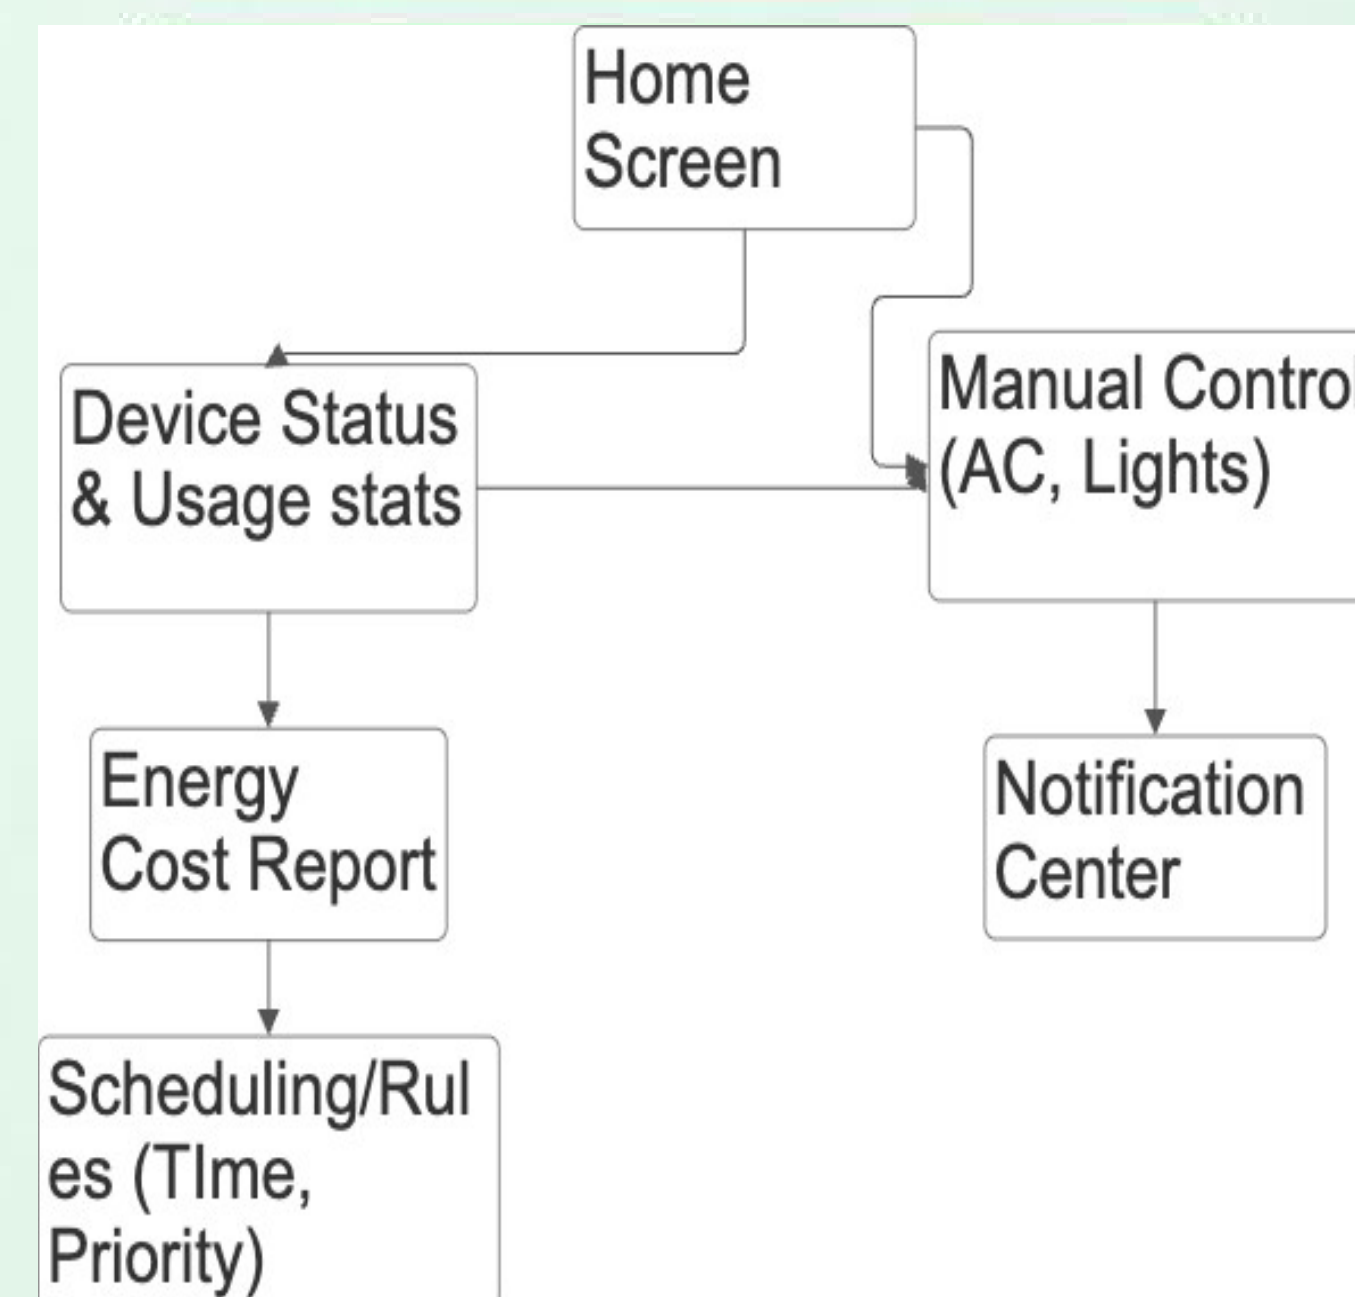 Home
Screen
Device Status
& Usage stats
Manual Control
(AC, Lights)
Energy
Cost Report
Notification
Center
Scheduling/Rul
es (TIme,
Priority)